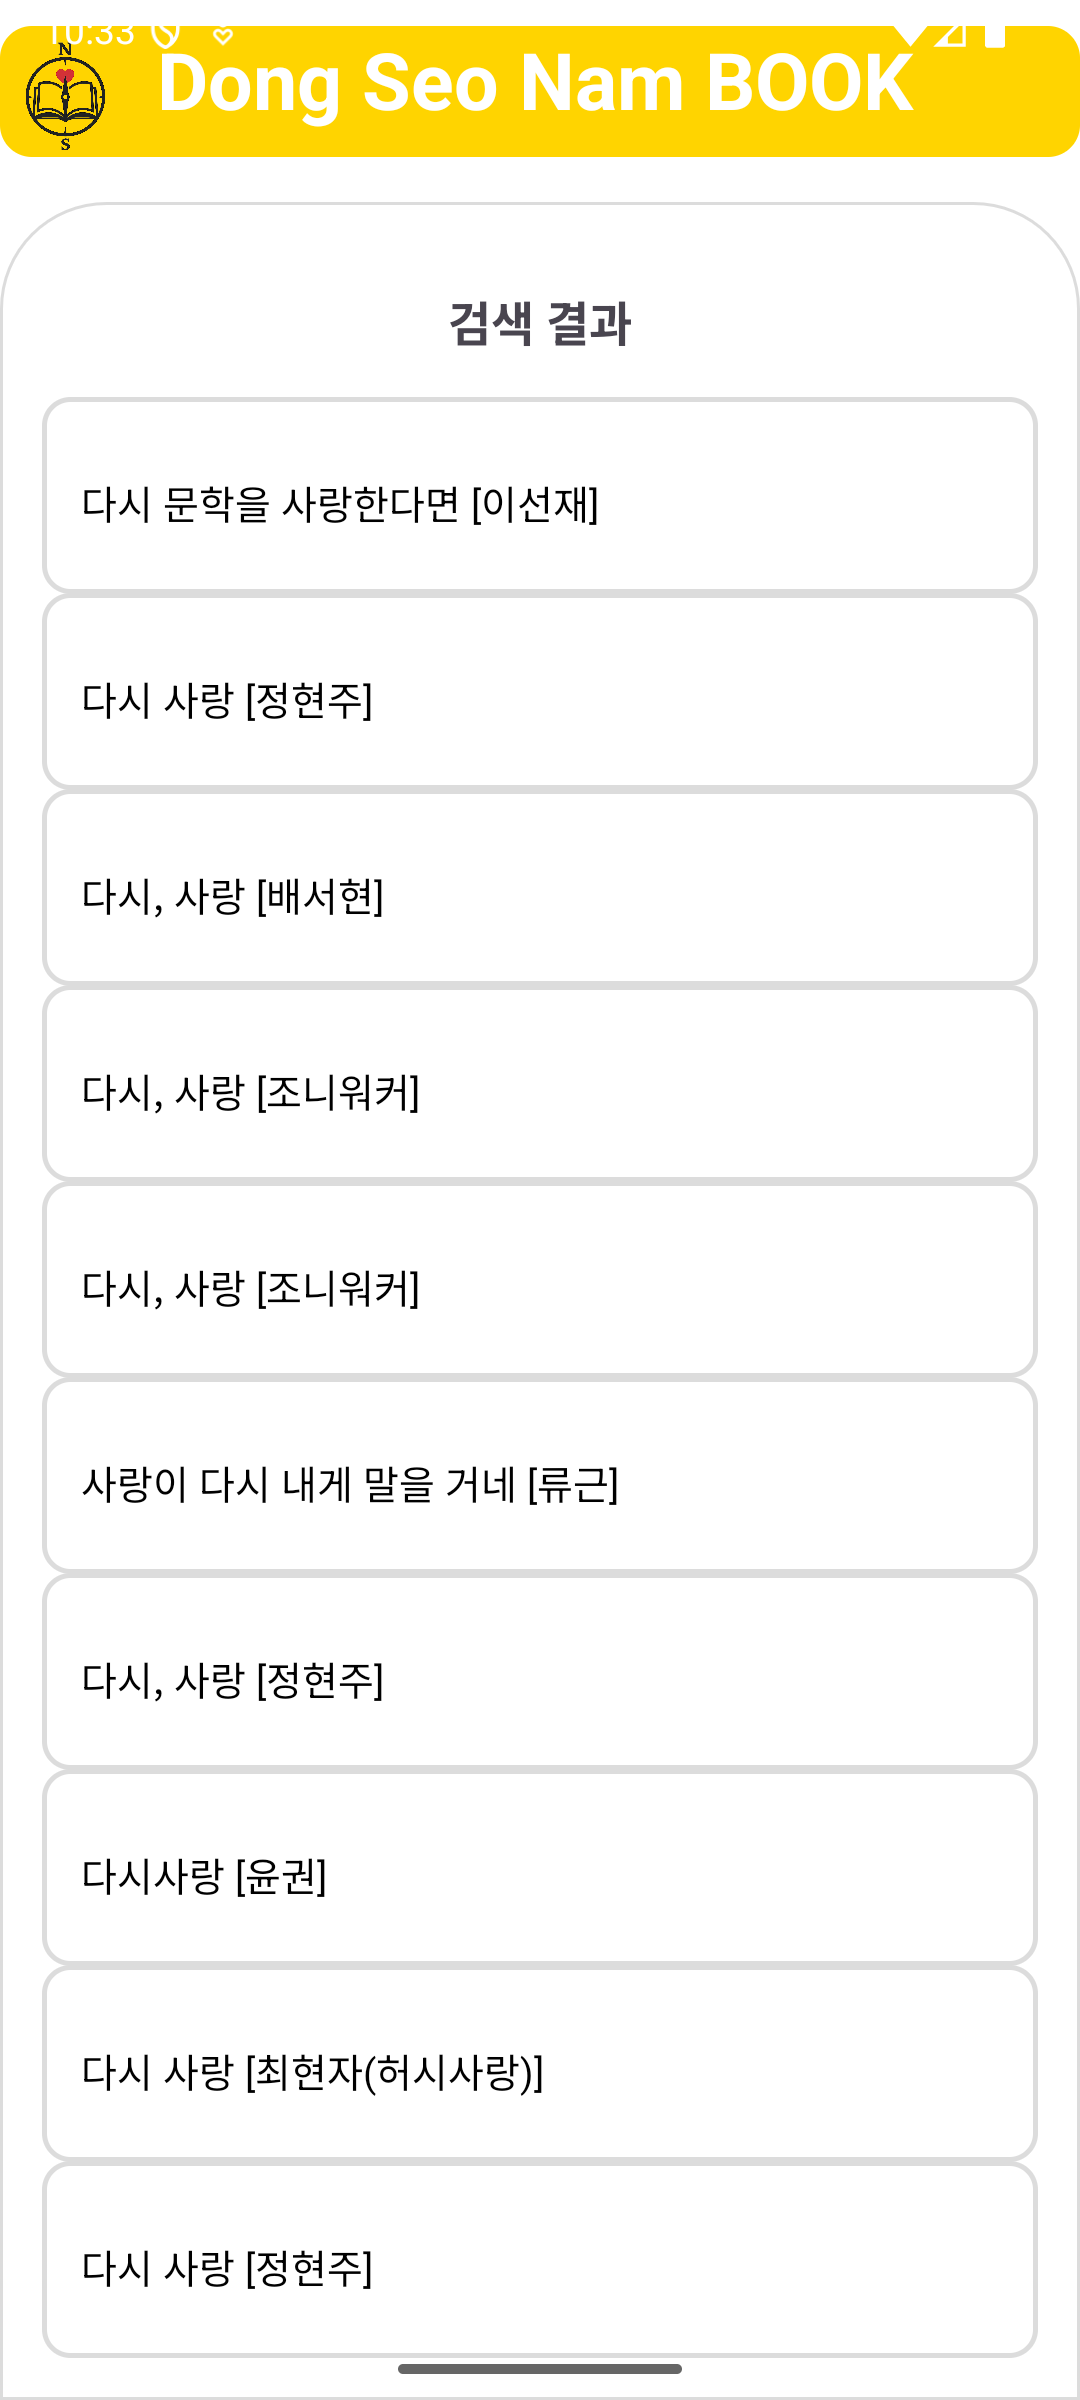 10:33
N
Dong Seo Nam BOOK
S
검색 결과
다시 문학을 사랑한다면 [이선재]
다시 사랑 [정현주]
다시, 사랑 [배서현]
다시, 사랑 [조니워커]
다시, 사랑 [조니워커]
사랑이 다시 내게 말을 거네 [류근]
다시, 사랑 [정현주]
다시사랑 [윤권]
다시 사랑 [최현자(허시사랑)]
다시 사랑 [정현주]